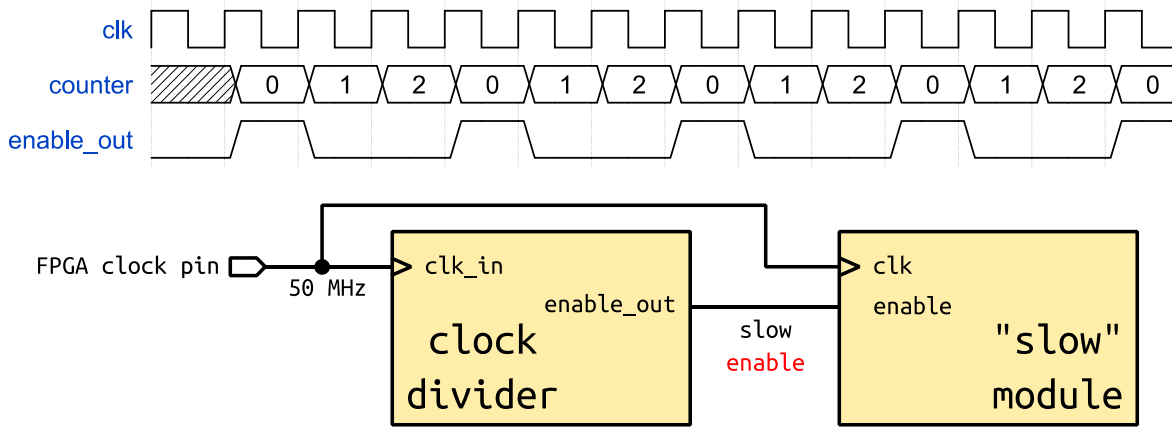 clk
counter 0 1 2 0 1 2 0 1 2 0 1 2 0
enable_out
FPGA clock pin
50 MHz
clk_in
enable_out
clock
divider
slow
enable
clk
enable
"slow"
module